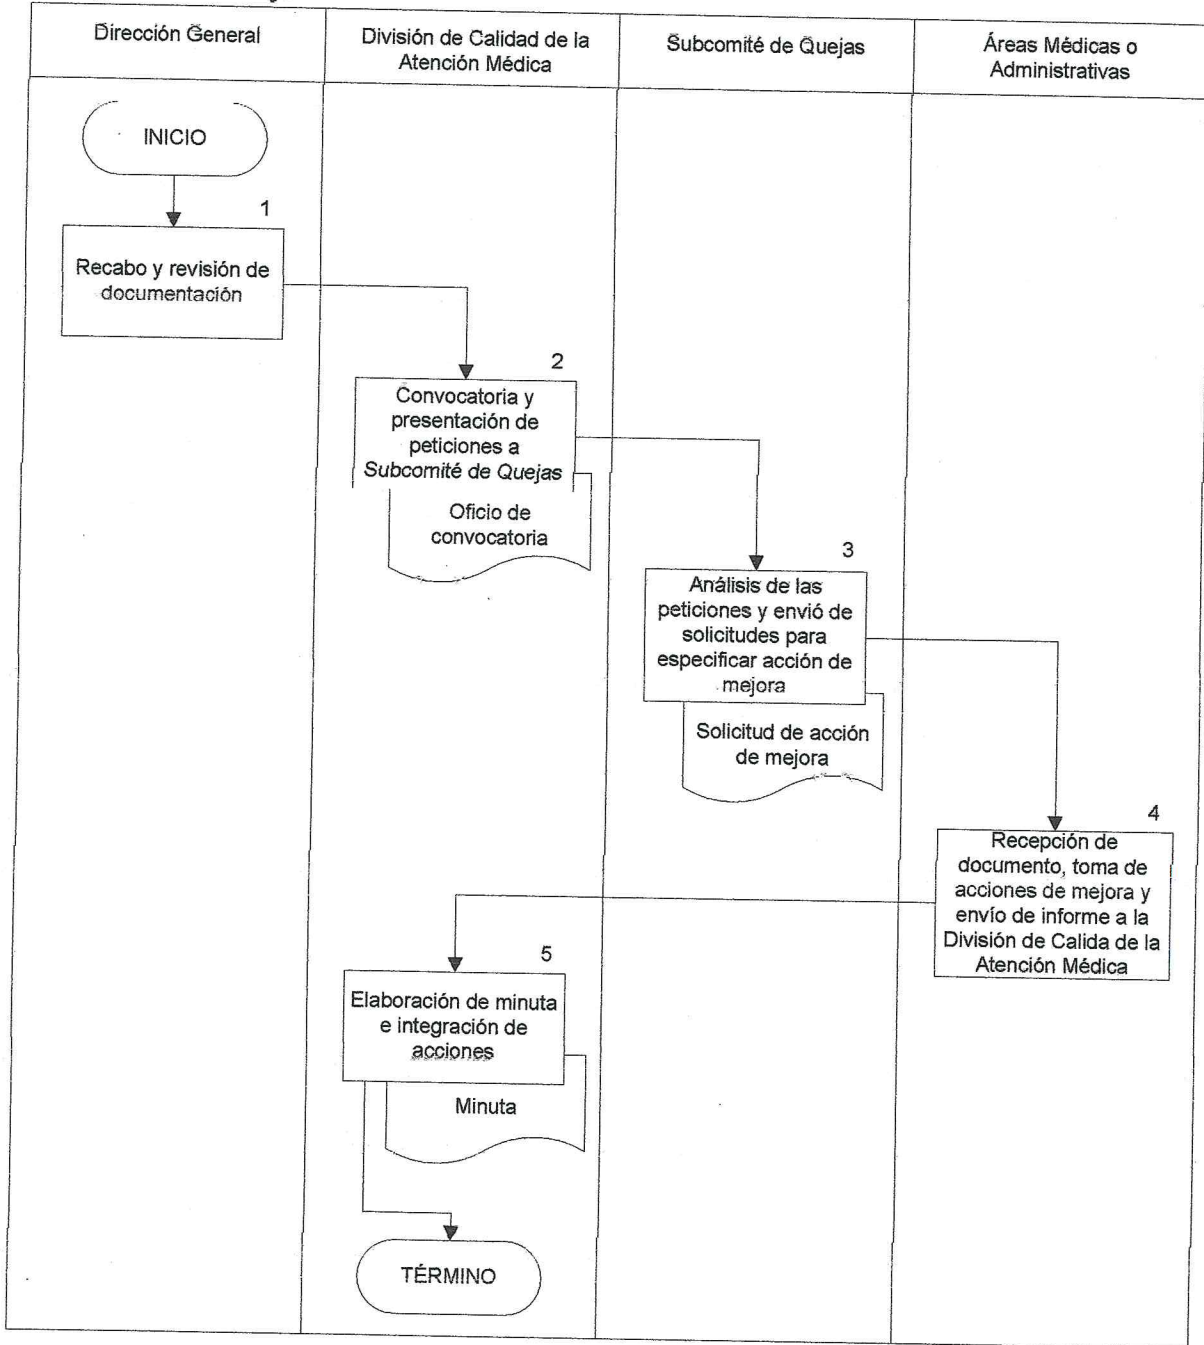 Dirección General
División de Calidad de la
Atención Médica
Subcomité de Quejas
Áreas Médicas o
Administrativas
INICIO
1
Recabo y revisión de
documentación
2
Convocatoria y
presentación de
peticiones a
Subcomité de Quejas
Oficio de
convocatoria
3
Análisis de las
peticiones y envió de
solicitudes para
especificar acción de
mejora
Solicitud de acción
de mejora
4
Recepción de
documento, toma de
acciones de mejora y
envío de informe a la
División de Calida de la
Atención Médica
5
Elaboración de minuta
e integración de
acciones
Minuta
TÉRMINO